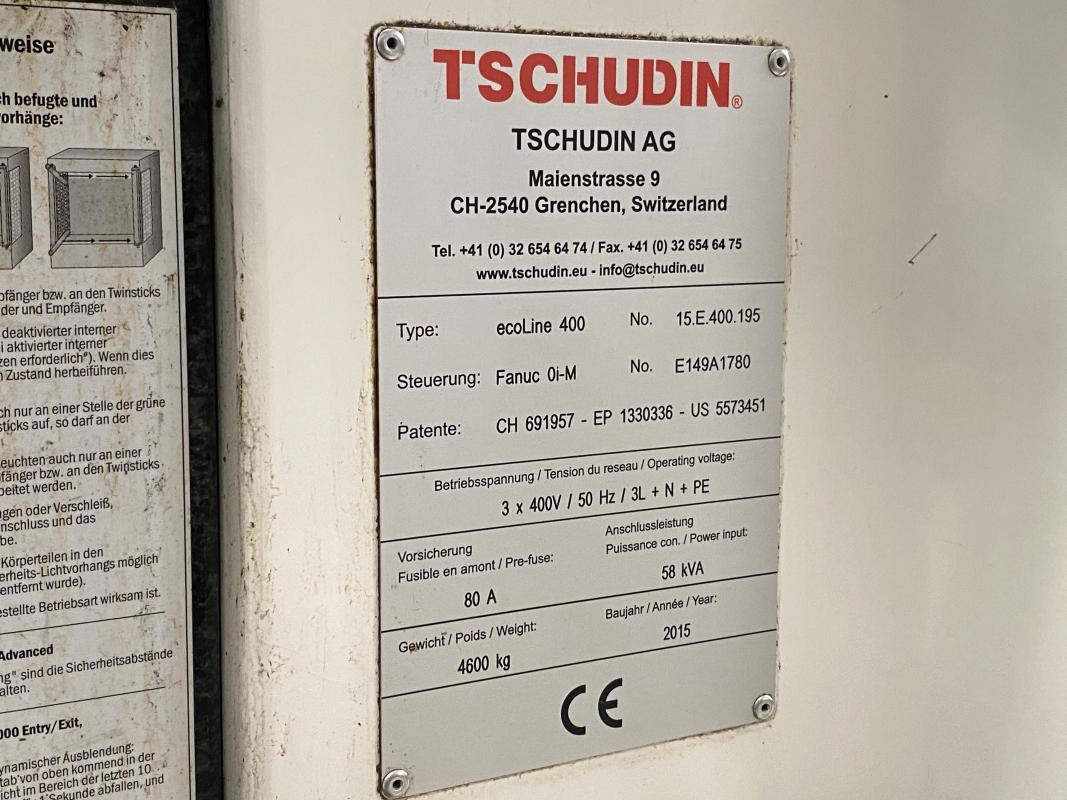 weise
ch befugte und
vorhänge:
pfänger bzw. an den Twinsticks
der und Empfänger.
deaktivierter interner
i aktivierter interner
zen erforderlich"). Wenn dies
Zustand herbeiführen.
ch nur an einer Stelle der grüne
sticks auf, so darf an der
euchten auch nur an einer
fänger bzw. an den Twinsticks
beitet werden.
gen oder Verschleiß,
nschluss und das
be.
Körperteilen in den
erheits-Lichtvorhangs möglich
entfernt wurde).
estellte Betriebsart wirksam ist.
Advanced
ng" sind die Sicherheitsabstände
alten.
000 Entry/Exit,
ynamischer Ausblendung:
tab von oben kommend in der
icht im Bereich der letzten 10
Sekunde abfallen, und
TSCHUDIN®
TSCHUDIN AG
Maienstrasse 9
CH-2540 Grenchen, Switzerland
Tel. +41 (0) 32 654 64 74 / Fax. +41 (0) 32 654 64 75
www.tschudin.eu - info@tschudin.eu
Type: ecoLine 400 No. 15.E.400.195
Steuerung: Fanuc 0i-M No. E149A1780
Patente: CH 691957 - EP 1330336 - US 5573451
Betriebsspannung / Tension du reseau / Operating voltage:
3 x 400V / 50 Hz / 3L + N + PE
Vorsicherung
Fusible en amont / Pre-fuse:
80 A
Anschlussleistung
Puissance con. / Power input:
58 kVA
Gewicht / Poids / Weight:
4600 kg
Baujahr / Année / Year:
2015
CE